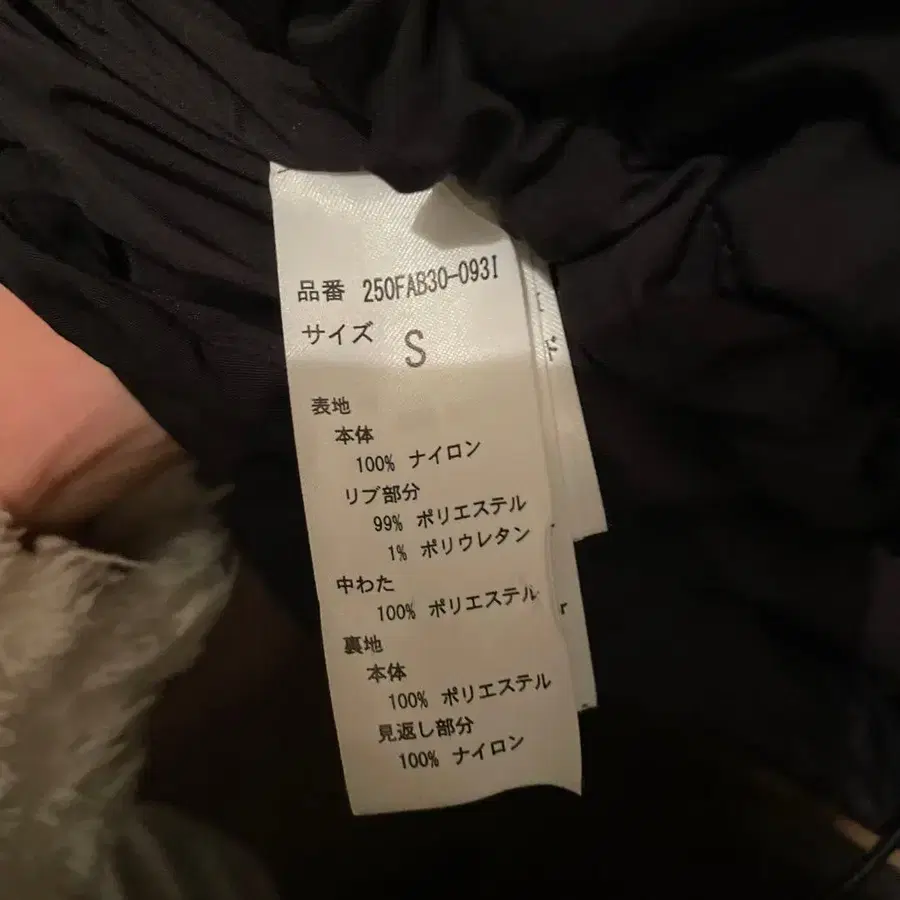 品番 250FAB30-093I
サイズ S
表地
本体
100% ナイロン
リブ部分
99% ポリエステル
1% ポリウレタン
中わた
100% ポリエステル
裏地
本体
100% ポリエステル
見返し部分
100% ナイロン
ド
r